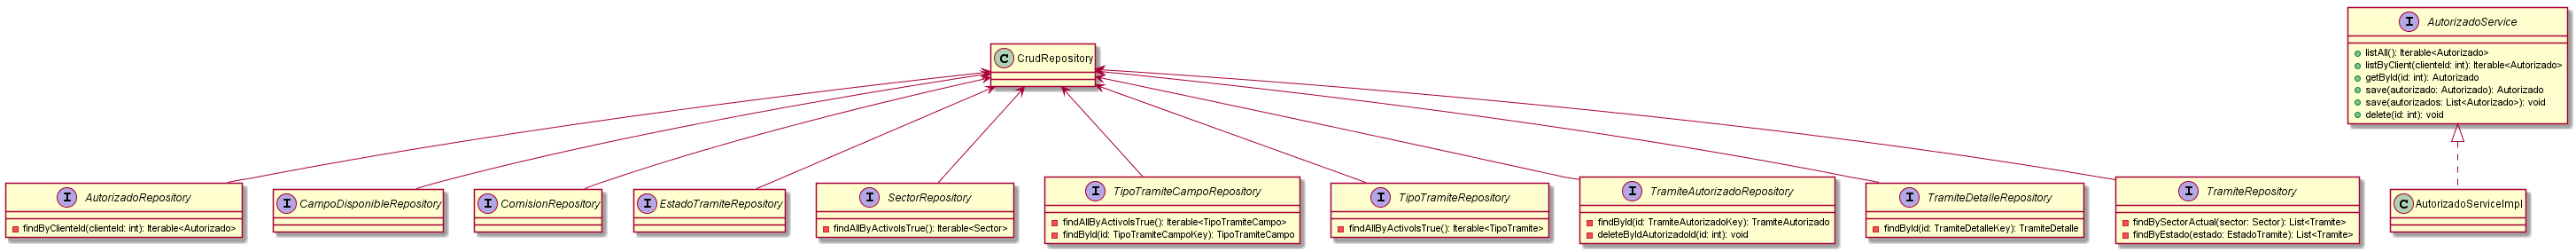 I AutorizadoService
listAll(): Iterable<Autorizado>
listByClient(clienteId: int): Iterable<Autorizado>
getById(id: int): Autorizado
save(autorizado: Autorizado): Autorizado
save(autorizados: List<Autorizado>): void
delete(id: int): void
C CrudRepository
I AutorizadoRepository
findByClienteId(clienteId: int): Iterable<Autorizado>
I CampoDisponibleRepository
I ComisionRepository
I EstadoTramiteRepository
I SectorRepository
findAllByActivoIsTrue(): Iterable<Sector>
I TipoTramiteCampoRepository
findAllByActivoIsTrue(): Iterable<TipoTramiteCampo>
findById(id: TipoTramiteCampoKey): TipoTramiteCampo
I TipoTramiteRepository
findAllByActivoIsTrue(): Iterable<TipoTramite>
I TramiteAutorizadoRepository
findById(id: TramiteAutorizadoKey): TramiteAutorizado
deleteByIdAutorizadoId(id: int): void
I TramiteDetalleRepository
findById(id: TramiteDetalleKey): TramiteDetalle
I TramiteRepository
findBySectorActual(sector: Sector): List<Tramite>
findByEstado(estado: EstadoTramite): List<Tramite>
C AutorizadoServiceImpl